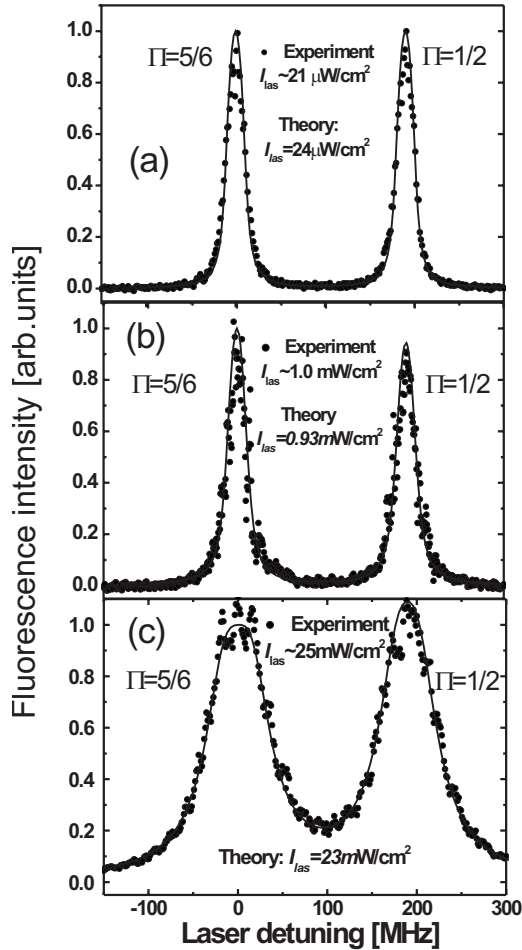 Fluorescence intensity [arb.units]
1.0
0.8
0.6
0.4
0.2
0.0
Π=5/6
Experiment
I_las~21 μW/cm²
Theory:
I_las=24μW/cm²
Π=1/2
(a)
1.0
0.8
0.6
0.4
0.2
0.0
(b)
Π=5/6
Experiment
I_las~1.0 mW/cm²
Theory
I_las=0.93mW/cm²
Π=1/2
1.0
0.8
0.6
0.4
0.2
0.0
(c)
Π=5/6
Experiment
I_las~25mW/cm²
Π=1/2
Theory: I_las=23mW/cm²
-100 0 100 200 300
Laser detuning [MHz]